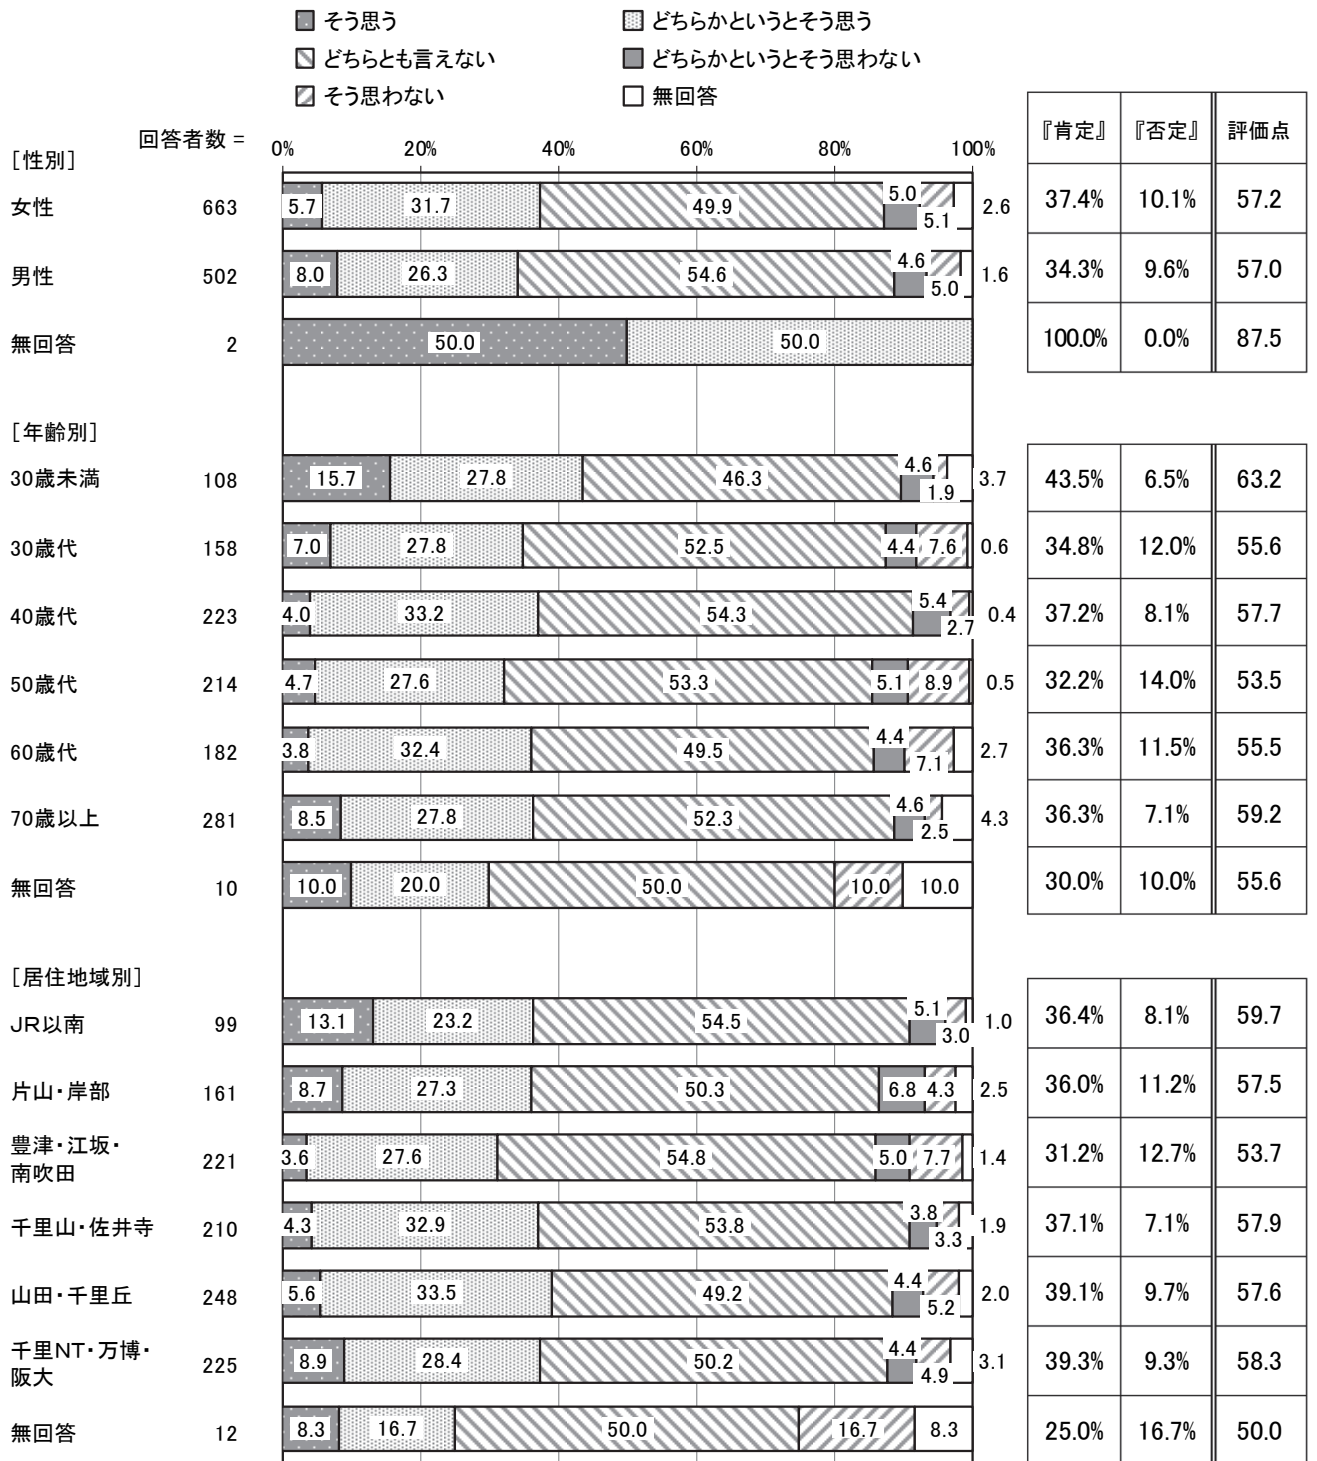 そう思う どちらかというとそう思う
どちらとも言えない どちらかというとそう思わない
そう思わない 無回答
『肯定』 『否定』 評価点
回答者数 = 0% 20% 40% 60% 80% 100%
［性別］
女性 663 5.7 31.7 49.9 5.0 5.1 2.6 37.4% 10.1% 57.2
男性 502 8.0 26.3 54.6 4.6 5.0 1.6 34.3% 9.6% 57.0
無回答 2 50.0 50.0 100.0% 0.0% 87.5
［年齢別］
30歳未満 108 15.7 27.8 46.3 4.6 1.9 3.7 43.5% 6.5% 63.2
30歳代 158 7.0 27.8 52.5 4.4 7.6 0.6 34.8% 12.0% 55.6
40歳代 223 4.0 33.2 54.3 5.4 2.7 0.4 37.2% 8.1% 57.7
50歳代 214 4.7 27.6 53.3 5.1 8.9 0.5 32.2% 14.0% 53.5
60歳代 182 3.8 32.4 49.5 4.4 7.1 2.7 36.3% 11.5% 55.5
70歳以上 281 8.5 27.8 52.3 4.6 2.5 4.3 36.3% 7.1% 59.2
無回答 10 10.0 20.0 50.0 10.0 10.0 30.0% 10.0% 55.6
［居住地域別］
JR以南 99 13.1 23.2 54.5 5.1 3.0 1.0 36.4% 8.1% 59.7
片山・岸部 161 8.7 27.3 50.3 6.8 4.3 2.5 36.0% 11.2% 57.5
豊津・江坂・
南吹田 221 3.6 27.6 54.8 5.0 7.7 1.4 31.2% 12.7% 53.7
千里山・佐井寺 210 4.3 32.9 53.8 3.8 3.3 1.9 37.1% 7.1% 57.9
山田・千里丘 248 5.6 33.5 49.2 4.4 5.2 2.0 39.1% 9.7% 57.6
千里NT・万博・
阪大 225 8.9 28.4 50.2 4.4 4.9 3.1 39.3% 9.3% 58.3
無回答 12 8.3 16.7 50.0 16.7 8.3 25.0% 16.7% 50.0